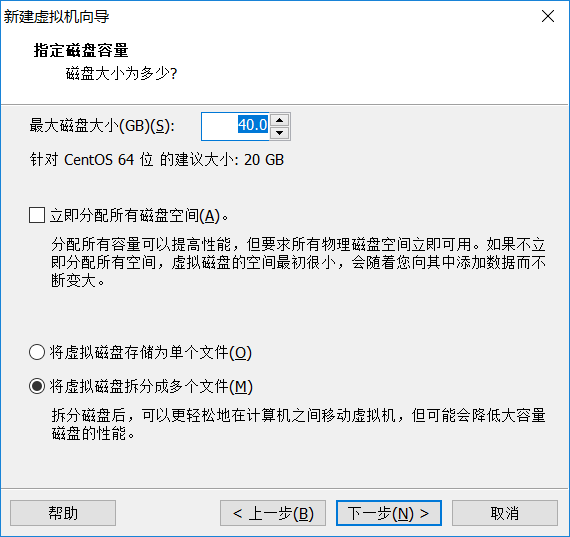 新建虚拟机向导
指定磁盘容量
磁盘大小为多少?
最大磁盘大小(GB)(S): 40.0
针对 CentOS 64 位 的建议大小: 20 GB
立即分配所有磁盘空间(A)。
分配所有容量可以提高性能，但要求所有物理磁盘空间立即可用。如果不立
即分配所有空间，虚拟磁盘的空间最初很小，会随着您向其中添加数据而不
断变大。
将虚拟磁盘存储为单个文件(O)
将虚拟磁盘拆分成多个文件(M)
拆分磁盘后，可以更轻松地在计算机之间移动虚拟机，但可能会降低大容量
磁盘的性能。
帮助 < 上一步(B) 下一步(N) > 取消